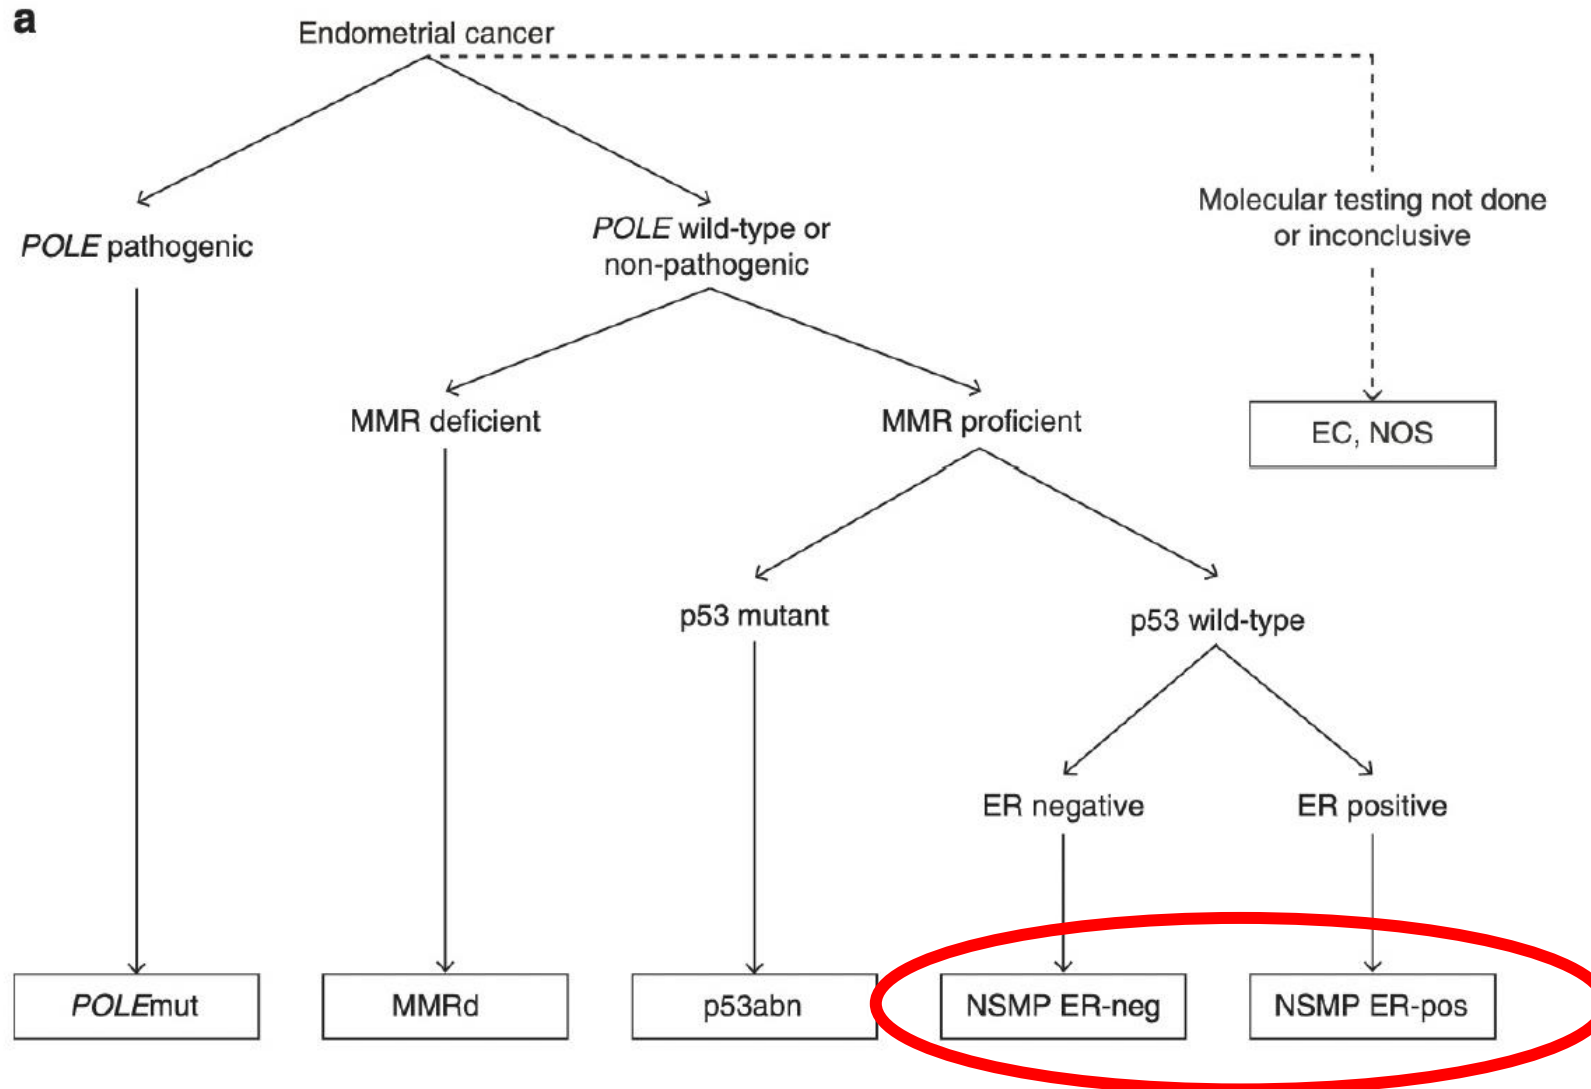 a
Endometrial cancer
Molecular testing not done
or inconclusive
POLE pathogenic
POLE wild-type or
non-pathogenic
MMR deficient
MMR proficient
EC, NOS
p53 mutant
p53 wild-type
ER negative
ER positive
POLEmut
MMRd
p53abn
NSMP ER-neg
NSMP ER-pos